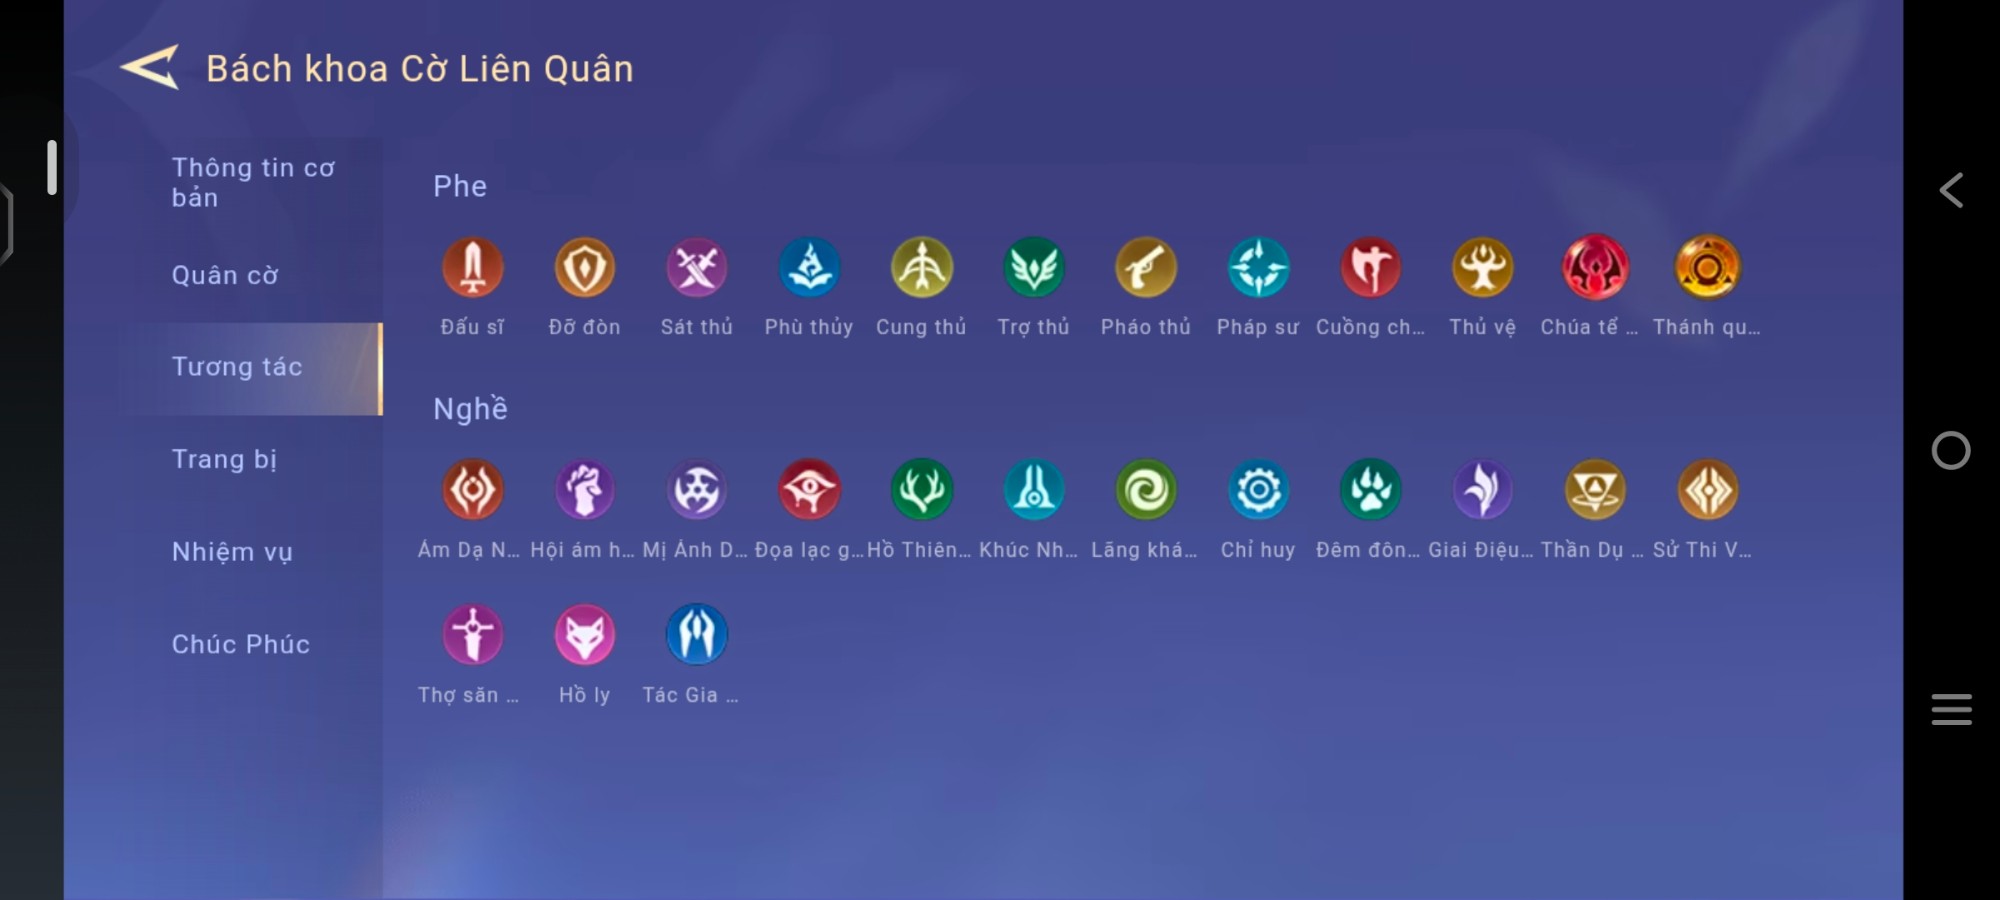 Bách khoa Cờ Liên Quân
Thông tin cơ
bản
Quân cờ
Tương tác
Trang bị
Nhiệm vụ
Chúc Phúc
Phe
Đấu sĩ Đỡ đòn Sát thủ Phù thủy Cung thủ Trợ thủ Pháo thủ Pháp sư Cuồng ch... Thủ vệ Chúa tể ... Thánh qu...
Nghề
Ám Dạ N... Hội ám h... Mị Ảnh D... Đọa lạc g... Hồ Thiên... Khúc Nh... Lãng khá... Chỉ huy Đêm đôn... Giai Điệu... Thần Dụ ... Sử Thi V...
Thợ săn ... Hồ ly Tác Gia ...